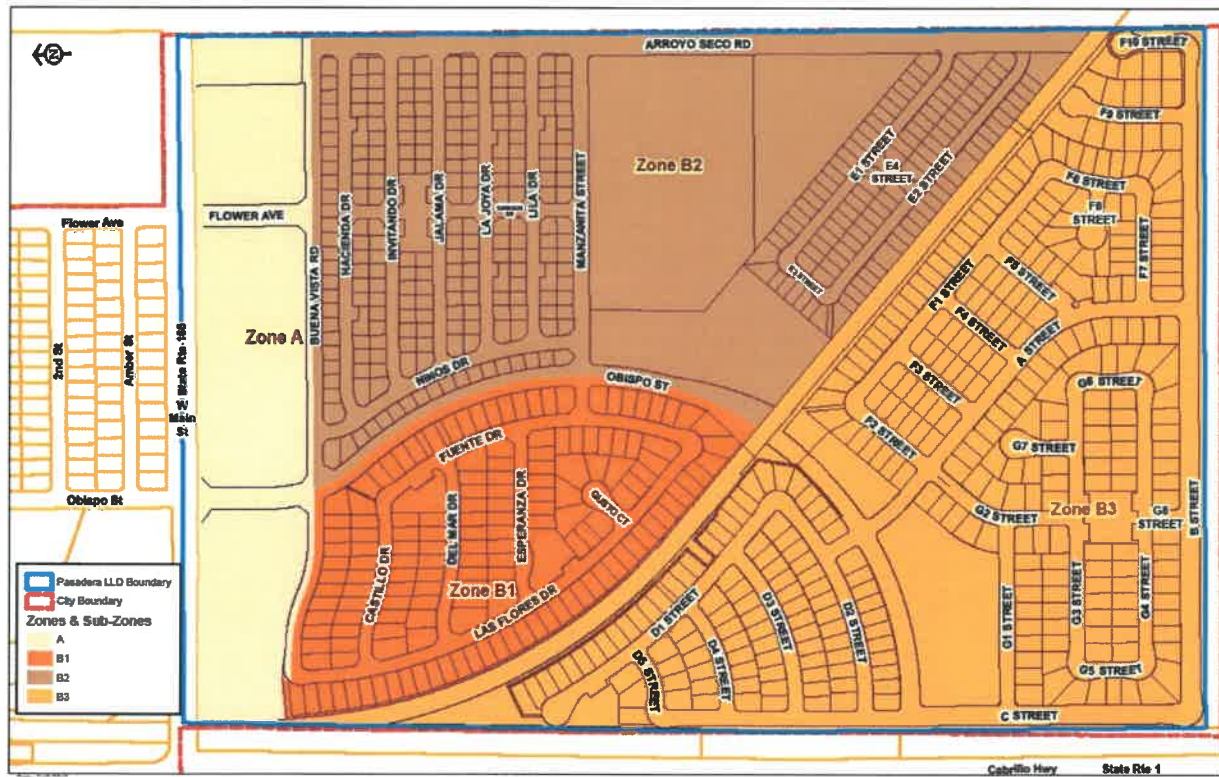 N
ARROYO SECO RD
F10 STREET
F9 STREET
Zone B2
E1 STREET
E4
STREET
E2 STREET
F6 STREET
F8
STREET
F7 STREET
FLOWER AVE
Flower Ave
BUENA VISTA RD
HACIENDA DR
INVITANDO DR
JALAMA DR
LA JOYA DR
LILA DR
MANZANITA STREET
E3 STREET
F1 STREET
F5 STREET
F4 STREET
A STREET
F3 STREET
F2 STREET
Zone A
2nd St
Amber St
State Rte 166
Main
St
NINOS DR
OBISPO ST
FUENTE DR
G6 STREET
G7 STREET
Obispo St
CASTILLO DR
DEL MAR DR
ESPERANZA DR
QUITO CT
Zone B1
LAS FLORES DR
G2 STREET
Zone B3
G8
STREET
B STREET
D1 STREET
D3 STREET
D2 STREET
D4 STREET
D5 STREET
G1 STREET
G3 STREET
G4 STREET
G5 STREET
C STREET
Pasadera LLD Boundary
City Boundary
Zones & Sub-Zones
A
B1
B2
B3
Cabrillo Hwy
State Rte 1